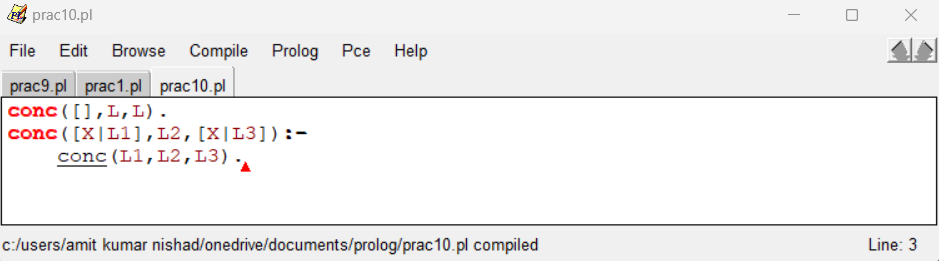 prac10.pl
File Edit Browse Compile Prolog Pce Help
prac9.pl prac1.pl prac10.pl
conc([],L,L).
conc([X|L1],L2,[X|L3]):-
    conc(L1,L2,L3).
c:/users/amit kumar nishad/onedrive/documents/prolog/prac10.pl compiled Line: 3